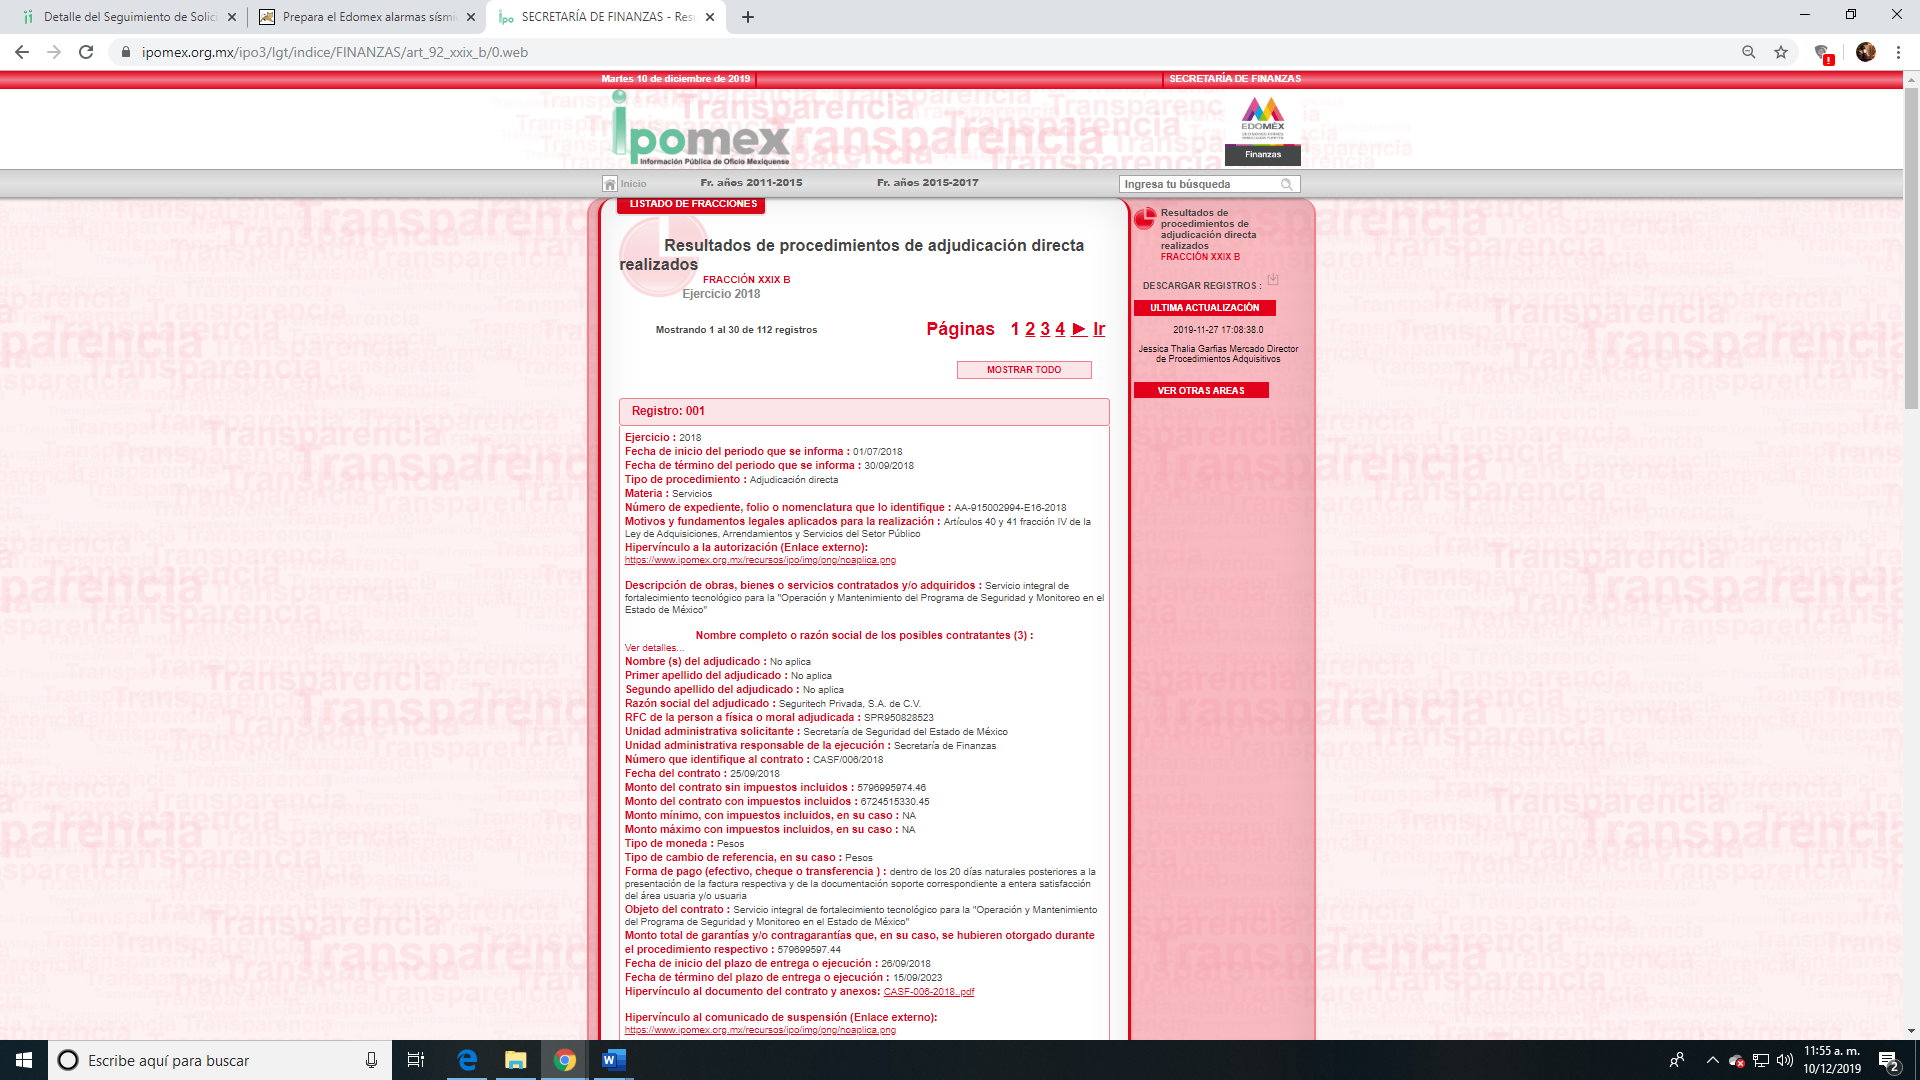 Detalle del Seguimiento de Solici
Prepara el Edomex alarmas sísmi
SECRETARÍA DE FINANZAS - Resu
ipomex.org.mx/ipo3/lgt/indice/FINANZAS/art_92_xxix_b/0.web
Martes 10 de diciembre de 2019
SECRETARÍA DE FINANZAS
Transparencia
ipomex
Información Pública de Oficio Mexiquense
EDOMÉX
Finanzas
Inicio
Fr. años 2011-2015
Fr. años 2015-2017
Ingresa tu búsqueda
LISTADO DE FRACCIONES
Resultados de procedimientos de adjudicación directa
realizados
FRACCIÓN XXIX B
Ejercicio 2018
Mostrando 1 al 30 de 112 registros
Páginas 1 2 3 4 ► Ir
MOSTRAR TODO
Registro: 001
Ejercicio : 2018
Fecha de inicio del periodo que se informa : 01/07/2018
Fecha de término del periodo que se informa : 30/09/2018
Tipo de procedimiento : Adjudicación directa
Materia : Servicios
Número de expediente, folio o nomenclatura que lo identifique : AA-915002994-E16-2018
Motivos y fundamentos legales aplicados para la realización : Artículos 40 y 41 fracción IV de la
Ley de Adquisiciones, Arrendamientos y Servicios del Setor Público
Hipervínculo a la autorización (Enlace externo):
https://www.ipomex.org.mx/recursos/ipo/img/png/noaplica.png
Descripción de obras, bienes o servicios contratados y/o adquiridos : Servicio integral de
fortalecimiento tecnológico para la "Operación y Mantenimiento del Programa de Seguridad y Monitoreo en el
Estado de México"
Nombre completo o razón social de los posibles contratantes (3) :
Ver detalles...
Nombre (s) del adjudicado : No aplica
Primer apellido del adjudicado : No aplica
Segundo apellido del adjudicado : No aplica
Razón social del adjudicado : Seguritech Privada, S.A. de C.V.
RFC de la person a física o moral adjudicada : SPR950828523
Unidad administrativa solicitante : Secretaría de Seguridad del Estado de México
Unidad administrativa responsable de la ejecución : Secretaría de Finanzas
Número que identifique al contrato : CASF/006/2018
Fecha del contrato : 25/09/2018
Monto del contrato sin impuestos incluidos : 5796995974.46
Monto del contrato con impuestos incluidos : 6724515330.45
Monto mínimo, con impuestos incluidos, en su caso : NA
Monto máximo con impuestos incluidos, en su caso : NA
Tipo de moneda : Pesos
Tipo de cambio de referencia, en su caso : Pesos
Forma de pago (efectivo, cheque o transferencia ) : dentro de los 20 días naturales posteriores a la
presentación de la factura respectiva y de la documentación soporte correspondiente a entera satisfacción
del área usuaria y/o usuaria
Objeto del contrato : Servicio integral de fortalecimiento tecnológico para la "Operación y Mantenimiento
del Programa de Seguridad y Monitoreo en el Estado de México"
Monto total de garantías y/o contragarantías que, en su caso, se hubieren otorgado durante
el procedimiento respectivo : 579699597.44
Fecha de inicio del plazo de entrega o ejecución : 26/09/2018
Fecha de término del plazo de entrega o ejecución : 15/09/2023
Hipervínculo al documento del contrato y anexos: CASF-006-2018..pdf
Hipervínculo al comunicado de suspensión (Enlace externo):
https://www.ipomex.org.mx/recursos/ipo/img/png/noaplica.png
Resultados de
procedimientos de
adjudicación directa
realizados
FRACCIÓN XXIX B
DESCARGAR REGISTROS :
ULTIMA ACTUALIZACIÓN
2019-11-27 17:08:38.0
Jessica Thalia Garfias Mercado Director
de Procedimientos Adquisitivos
VER OTRAS AREAS
Escribe aquí para buscar
11:55 a. m.
10/12/2019
2